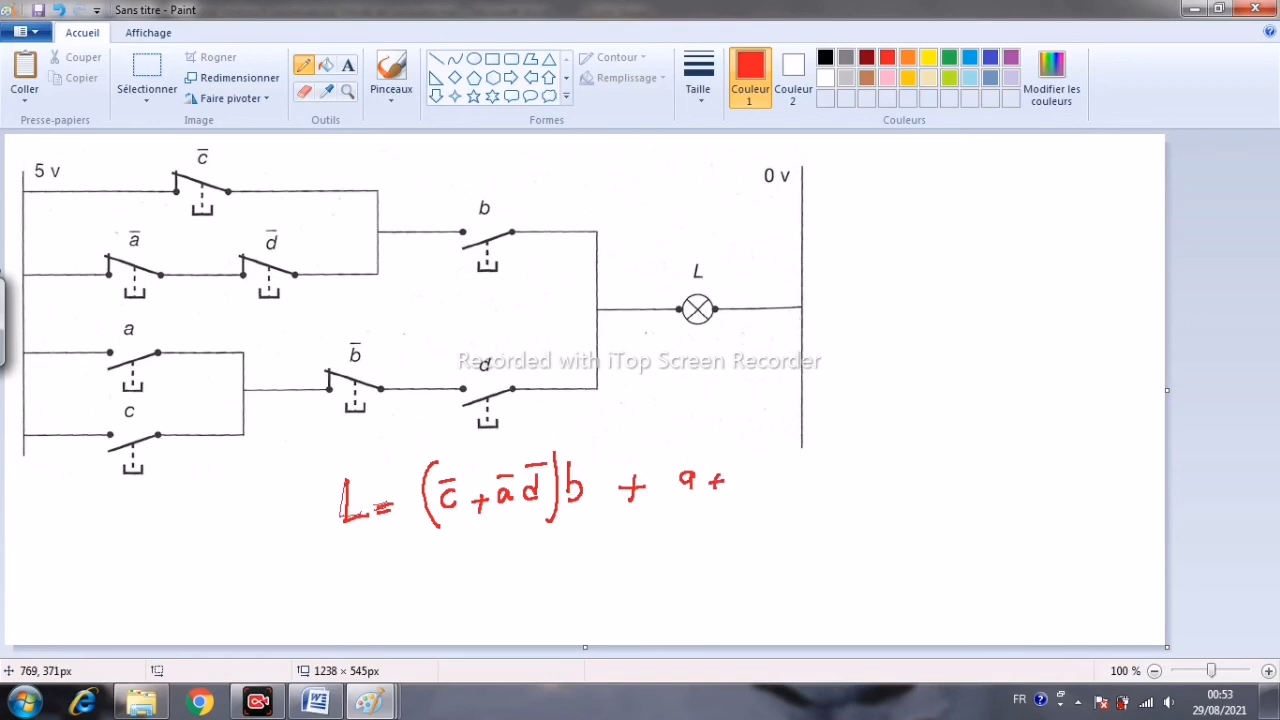 Sans titre - Paint
Accueil Affichage
Coller
Couper
Copier
Presse-papiers
Sélectionner
Rogner
Redimensionner
Faire pivoter
Image
A
Outils
Pinceaux
Contour
Remplissage
Formes
Taille
Couleur 1
Couleur 2
Modifier les couleurs
Couleurs
5 v
c̅
0 v
b
a̅
d̅
L
a
b̅
d
c
Recorded with iTop Screen Recorder
L = (c̅ + a̅ d̅) b + a +
769, 371px
1238 × 545px
100 %
FR
00:53
29/08/2021